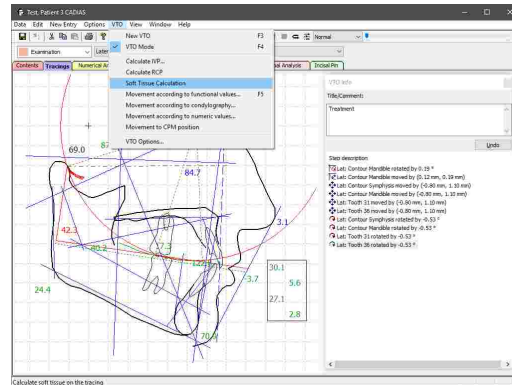 Test, Patient 3 CADIAS
Data Edit New Patient Entry Options VTO View Window Help
New VTO F3
VTO Mode F4
Calculate IVP...
Calculate RCP
Soft Tissue Calculation
Movement according to functional values... F5
Movement according to condylography...
Movement according to numeric values...
Movement to CPM position
VTO Options...
Normal
Examination
Contents Tracings Numerical
Analysis Incisal Pin
69.0
84.7
42.3
40.2
3.1
-3.7
24.4
30.1
5.6
27.1
2.8
VTO Info
Title/Comment:
Treatment
Undo
Step description
Lat: Contour Mandible rotated by 0.19 °
Lat: Contour Mandible moved by (0.12 mm, 0.19 mm)
Lat: Contour Symphysis moved by (-0.80 mm, 1.10 mm)
Lat: Contour Mandible moved by (-0.80 mm, 1.10 mm)
Lat: Tooth 31 moved by (-0.80 mm, 1.10 mm)
Lat: Tooth 36 moved by (-0.80 mm, 1.10 mm)
Lat: Contour Symphysis rotated by -0.53 °
Lat: Contour Mandible rotated by -0.53 °
Lat: Tooth 31 rotated by -0.53 °
Lat: Tooth 36 rotated by -0.53 °
Calculate soft tissue on the tracing